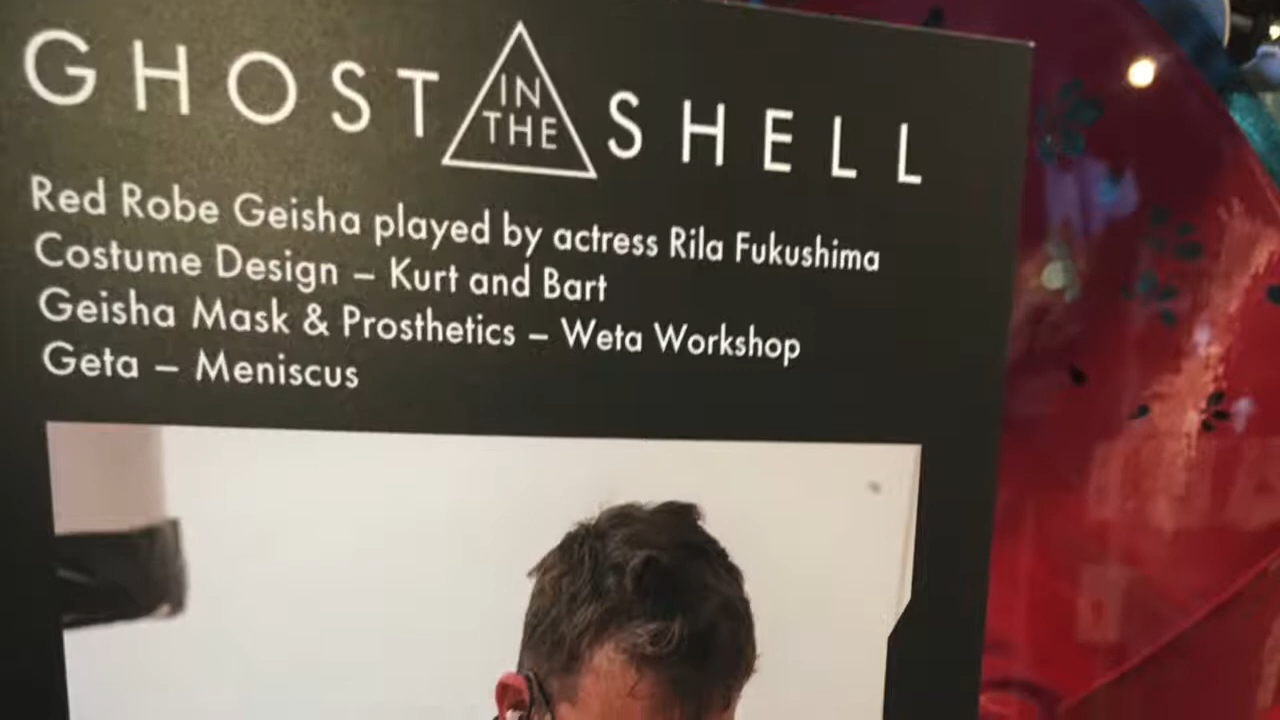 GHOST IN THE SHELL
Red Robe Geisha played by actress Rila Fukushima
Costume Design – Kurt and Bart
Geisha Mask & Prosthetics – Weta Workshop
Geta – Meniscus